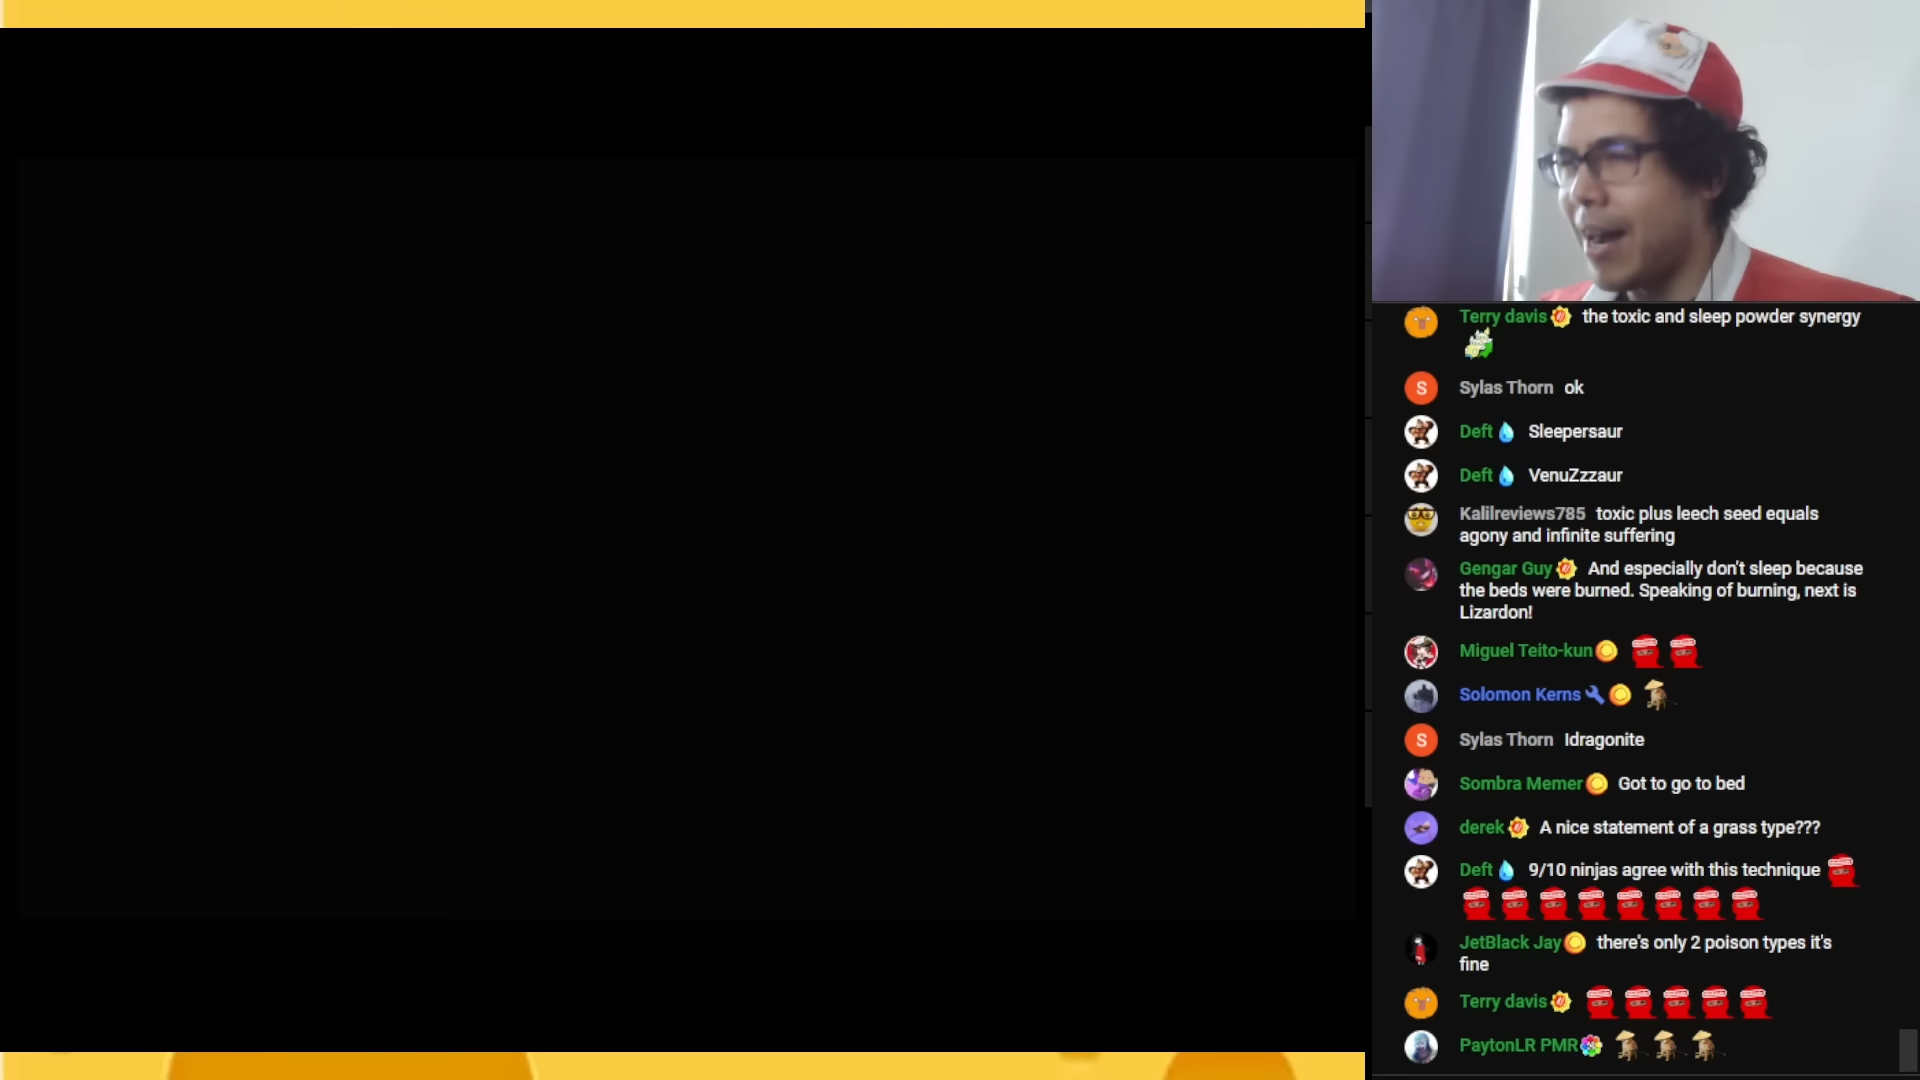 Terry davis the toxic and sleep powder synergy
Sylas Thorn ok
Deft Sleepersaur
Deft VenuZzzaur
Kalilreviews785 toxic plus leech seed equals
agony and infinite suffering
Gengar Guy And especially don't sleep because
the beds were burned. Speaking of burning, next is
Lizardon!
Miguel Teito-kun
Solomon Kerns
Sylas Thorn Idragonite
Sombra Memer Got to go to bed
derek A nice statement of a grass type???
Deft 9/10 ninjas agree with this technique
JetBlack Jay there's only 2 poison types it's
fine
Terry davis
PaytonLR PMR